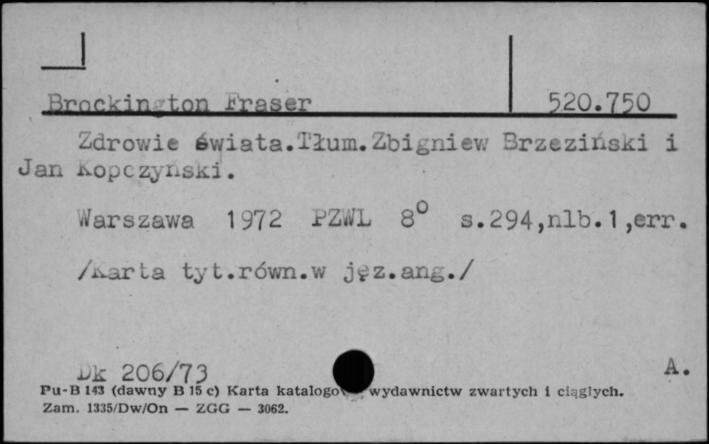 Brockington Fraser 520.750
Zdrowie świata.Tłum.Zbigniew Brzeziński i
Jan Kopczyński.
Warszawa 1972 PZWL 8° s.294,nlb.1,err.
/Karta tyt.równ.w jęz.ang./
Dk 206/73 A.
Pu-B 143 (dawny B 15 c) Karta katalogowa wydawnictw zwartych i ciągłych.
Zam. 1335/Dw/On — ZGG — 3062.